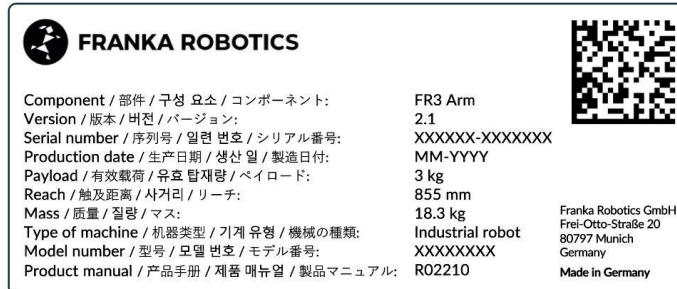 FRANKA ROBOTICS
Component / 部件 / 구성 요소 / コンポーネント: FR3 Arm
Version / 版本 / 버전 / バージョン: 2.1
Serial number / 序列号 / 일련 번호 / シリアル番号: XXXXXX-XXXXXXX
Production date / 生产日期 / 생산 일 / 製造日付: MM-YYYY
Payload / 有效载荷 / 유효 탑재량 / ペイロード: 3 kg
Reach / 触及距离 / 사거리 / リーチ: 855 mm
Mass / 质量 / 질량 / マス: 18.3 kg
Type of machine / 机器类型 / 기계 유형 / 機械の種類: Industrial robot
Model number / 型号 / 모델 번호 / モデル番号: XXXXXXXX
Product manual / 产品手册 / 제품 매뉴얼 / 製品マニュアル: R02210
Franka Robotics GmbH
Frei-Otto-Straße 20
80797 Munich
Germany
Made in Germany